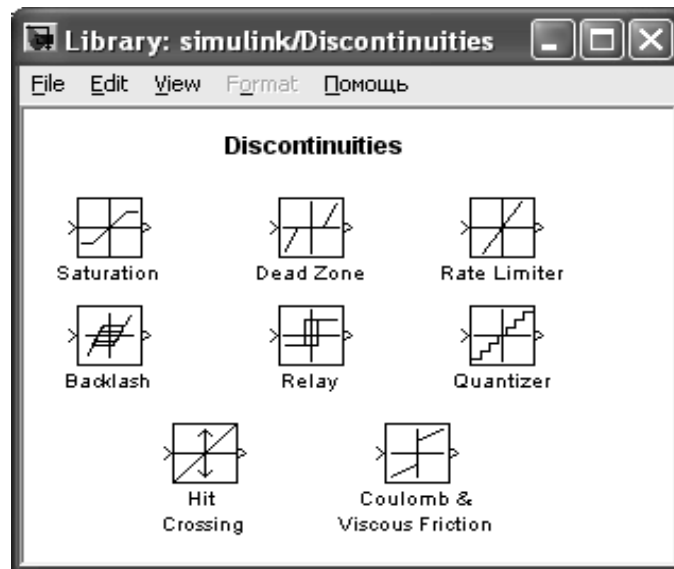 Library: simulink/Discontinuities
File Edit View Format Помощь
Discontinuities
Saturation Dead Zone Rate Limiter
Backlash Relay Quantizer
Hit Coulomb &
Crossing Viscous Friction